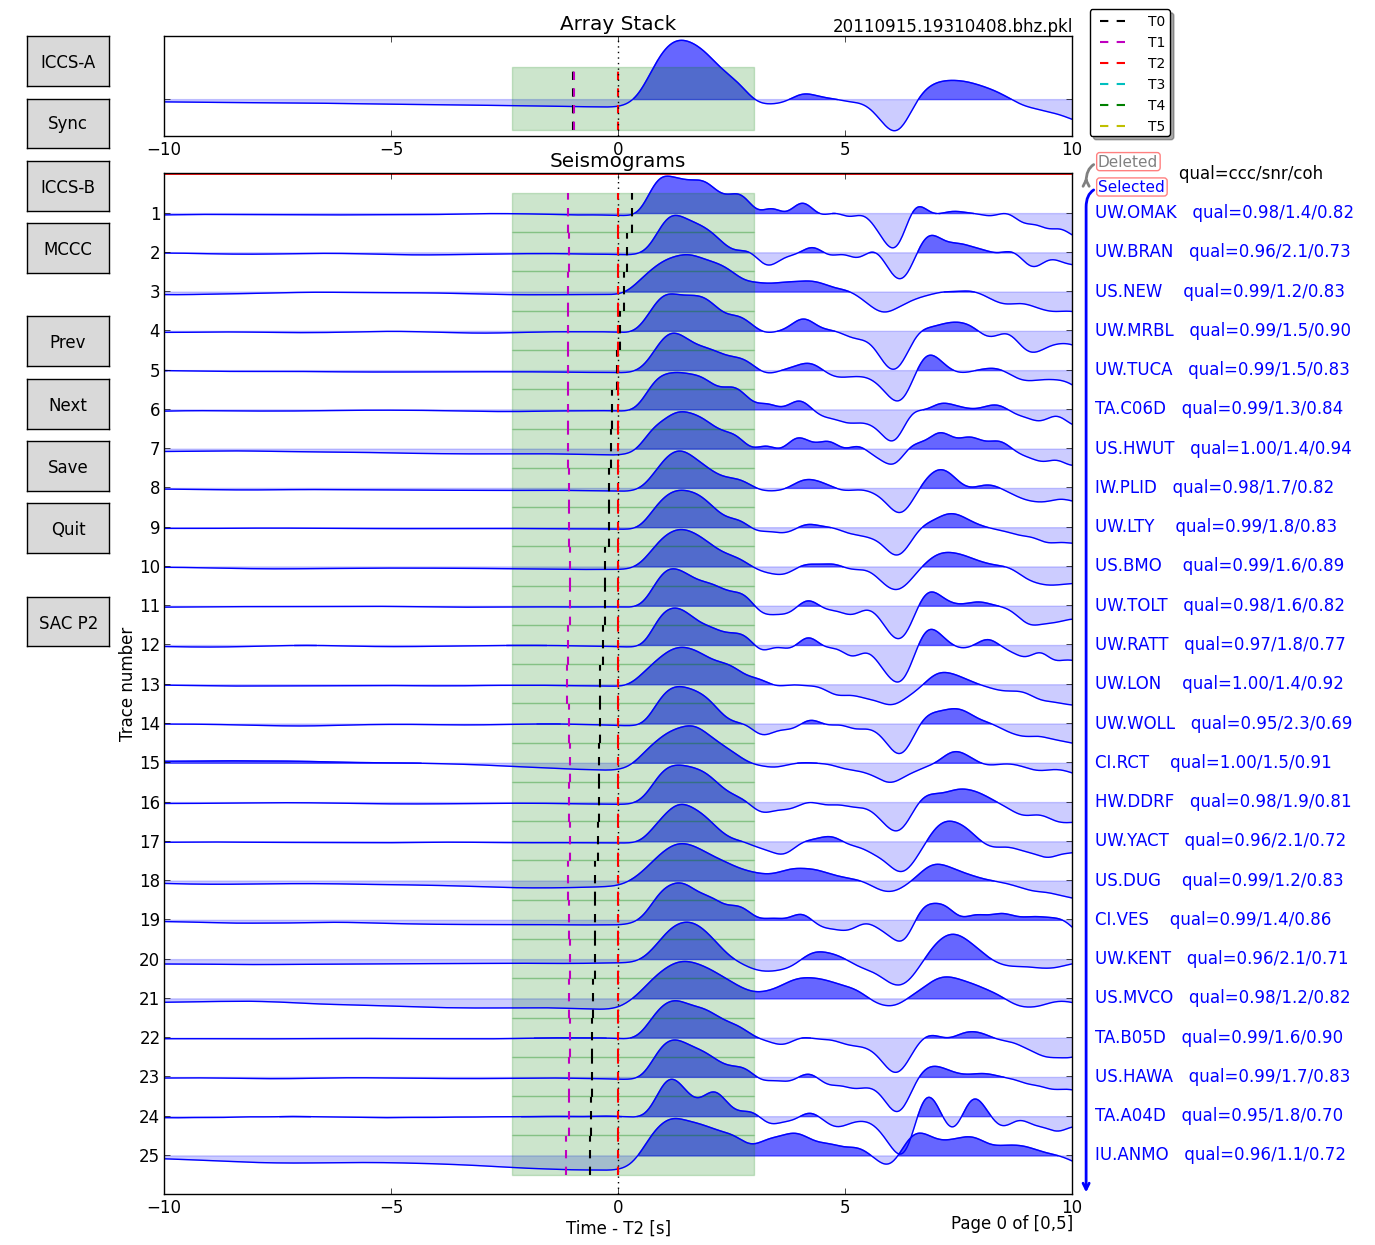 Array Stack
20110915.19310408.bhz.pkl
T0
T1
T2
T3
T4
T5
ICCS-A
Sync
ICCS-B
MCCC
Prev
Next
Save
Quit
SAC P2
−10 −5 0 5 10
Seismograms
Deleted
Selected
qual=ccc/snr/coh
1 UW.OMAK qual=0.98/1.4/0.82
2 UW.BRAN qual=0.96/2.1/0.73
3 US.NEW qual=0.99/1.2/0.83
4 UW.MRBL qual=0.99/1.5/0.90
5 UW.TUCA qual=0.99/1.5/0.83
6 TA.C06D qual=0.99/1.3/0.84
7 US.HWUT qual=1.00/1.4/0.94
8 IW.PLID qual=0.98/1.7/0.82
9 UW.LTY qual=0.99/1.8/0.83
10 US.BMO qual=0.99/1.6/0.89
11 UW.TOLT qual=0.98/1.6/0.82
12 UW.RATT qual=0.97/1.8/0.77
13 UW.LON qual=1.00/1.4/0.92
14 UW.WOLL qual=0.95/2.3/0.69
15 CI.RCT qual=1.00/1.5/0.91
16 HW.DDRF qual=0.98/1.9/0.81
17 UW.YACT qual=0.96/2.1/0.72
18 US.DUG qual=0.99/1.2/0.83
19 CI.VES qual=0.99/1.4/0.86
20 UW.KENT qual=0.96/2.1/0.71
21 US.MVCO qual=0.98/1.2/0.82
22 TA.B05D qual=0.99/1.6/0.90
23 US.HAWA qual=0.99/1.7/0.83
24 TA.A04D qual=0.95/1.8/0.70
25 IU.ANMO qual=0.96/1.1/0.72
Trace number
−10 −5 0 5 10
Time - T2 [s]
Page 0 of [0,5]